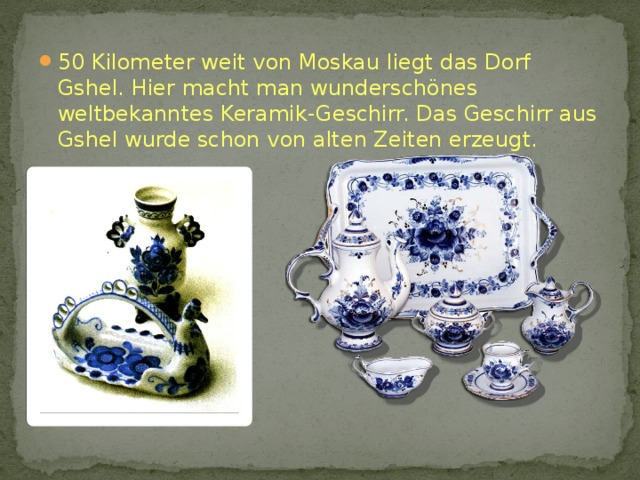 50 Kilometer weit von Moskau liegt das Dorf
Gshel. Hier macht man wunderschönes
weltbekanntes Keramik-Geschirr. Das Geschirr aus
Gshel wurde schon von alten Zeiten erzeugt.